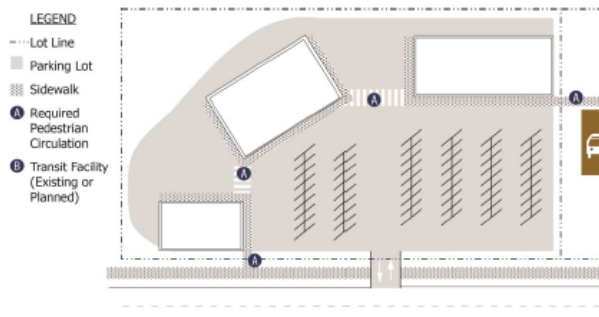 LEGEND
Lot Line
Parking Lot
Sidewalk
A Required
Pedestrian
Circulation
B Transit Facility
(Existing or
Planned)
A
A
A
A